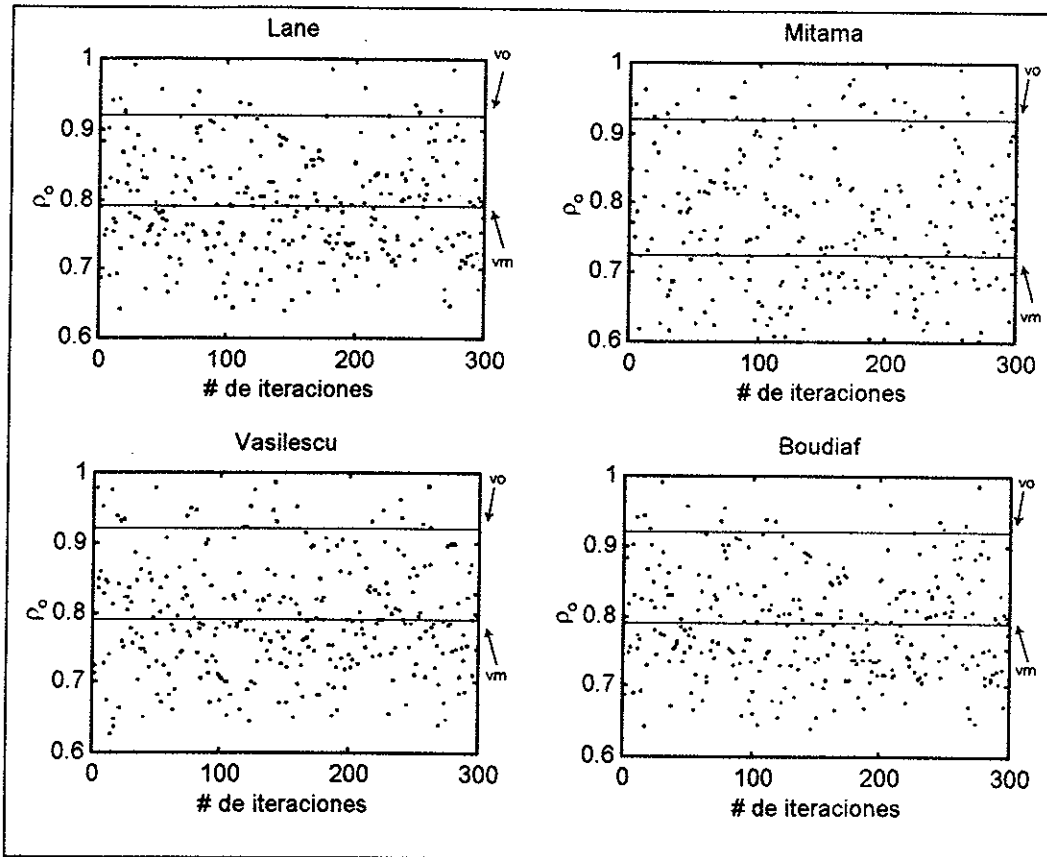 Lane
1
vo
0.9
ρo
0.8
0.7
vm
0.6
0 100 200 300
# de iteraciones
Mitama
1
vo
0.9
ρo
0.8
0.7
vm
0.6
0 100 200 300
# de iteraciones
Vasilescu
1
vo
0.9
ρo
0.8
0.7
vm
0.6
0 100 200 300
# de iteraciones
Boudiaf
1
vo
0.9
ρo
0.8
0.7
vm
0.6
0 100 200 300
# de iteraciones